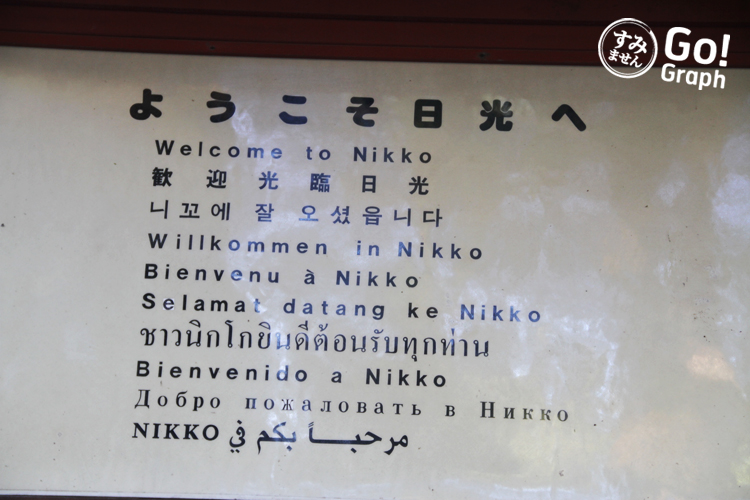 すみ
ません
Go!
Graph
ようこそ日光へ
Welcome to Nikko
歓迎光臨日光
니꼬에 잘 오셨읍니다
Willkommen in Nikko
Bienvenu à Nikko
Selamat datang ke Nikko
ชาวนิกโกยินดีต้อนรับทุกท่าน
Bienvenido a Nikko
Добро пожаловать в Никко
مرحبــاً بكم في NIKKO